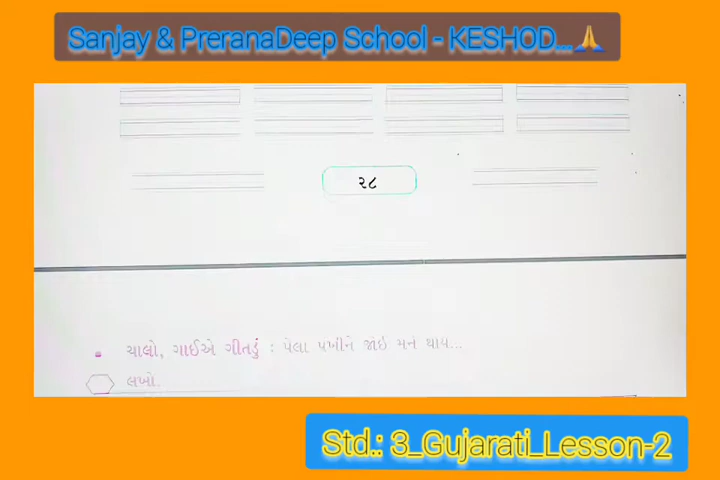 Sanjay & PreranaDeep School - KESHOD...🙏
૨૮
ચાલો, ગાઈએ ગીતડું : પેલા પંખીને જોઈ મન થાય...
લખો.
Std.: 3_Gujarati_Lesson-2